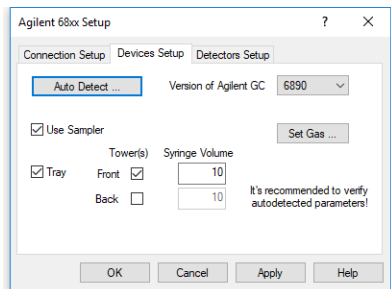 Agilent 68xx Setup ? ×
Connection Setup Devices Setup Detectors Setup
Auto Detect ... Version of Agilent GC 6890
Use Sampler Set Gas ...
Tower(s) Syringe Volume
Tray Front 10
Back 10
It's recommended to verify
autodetected parameters!
OK Cancel Apply Help